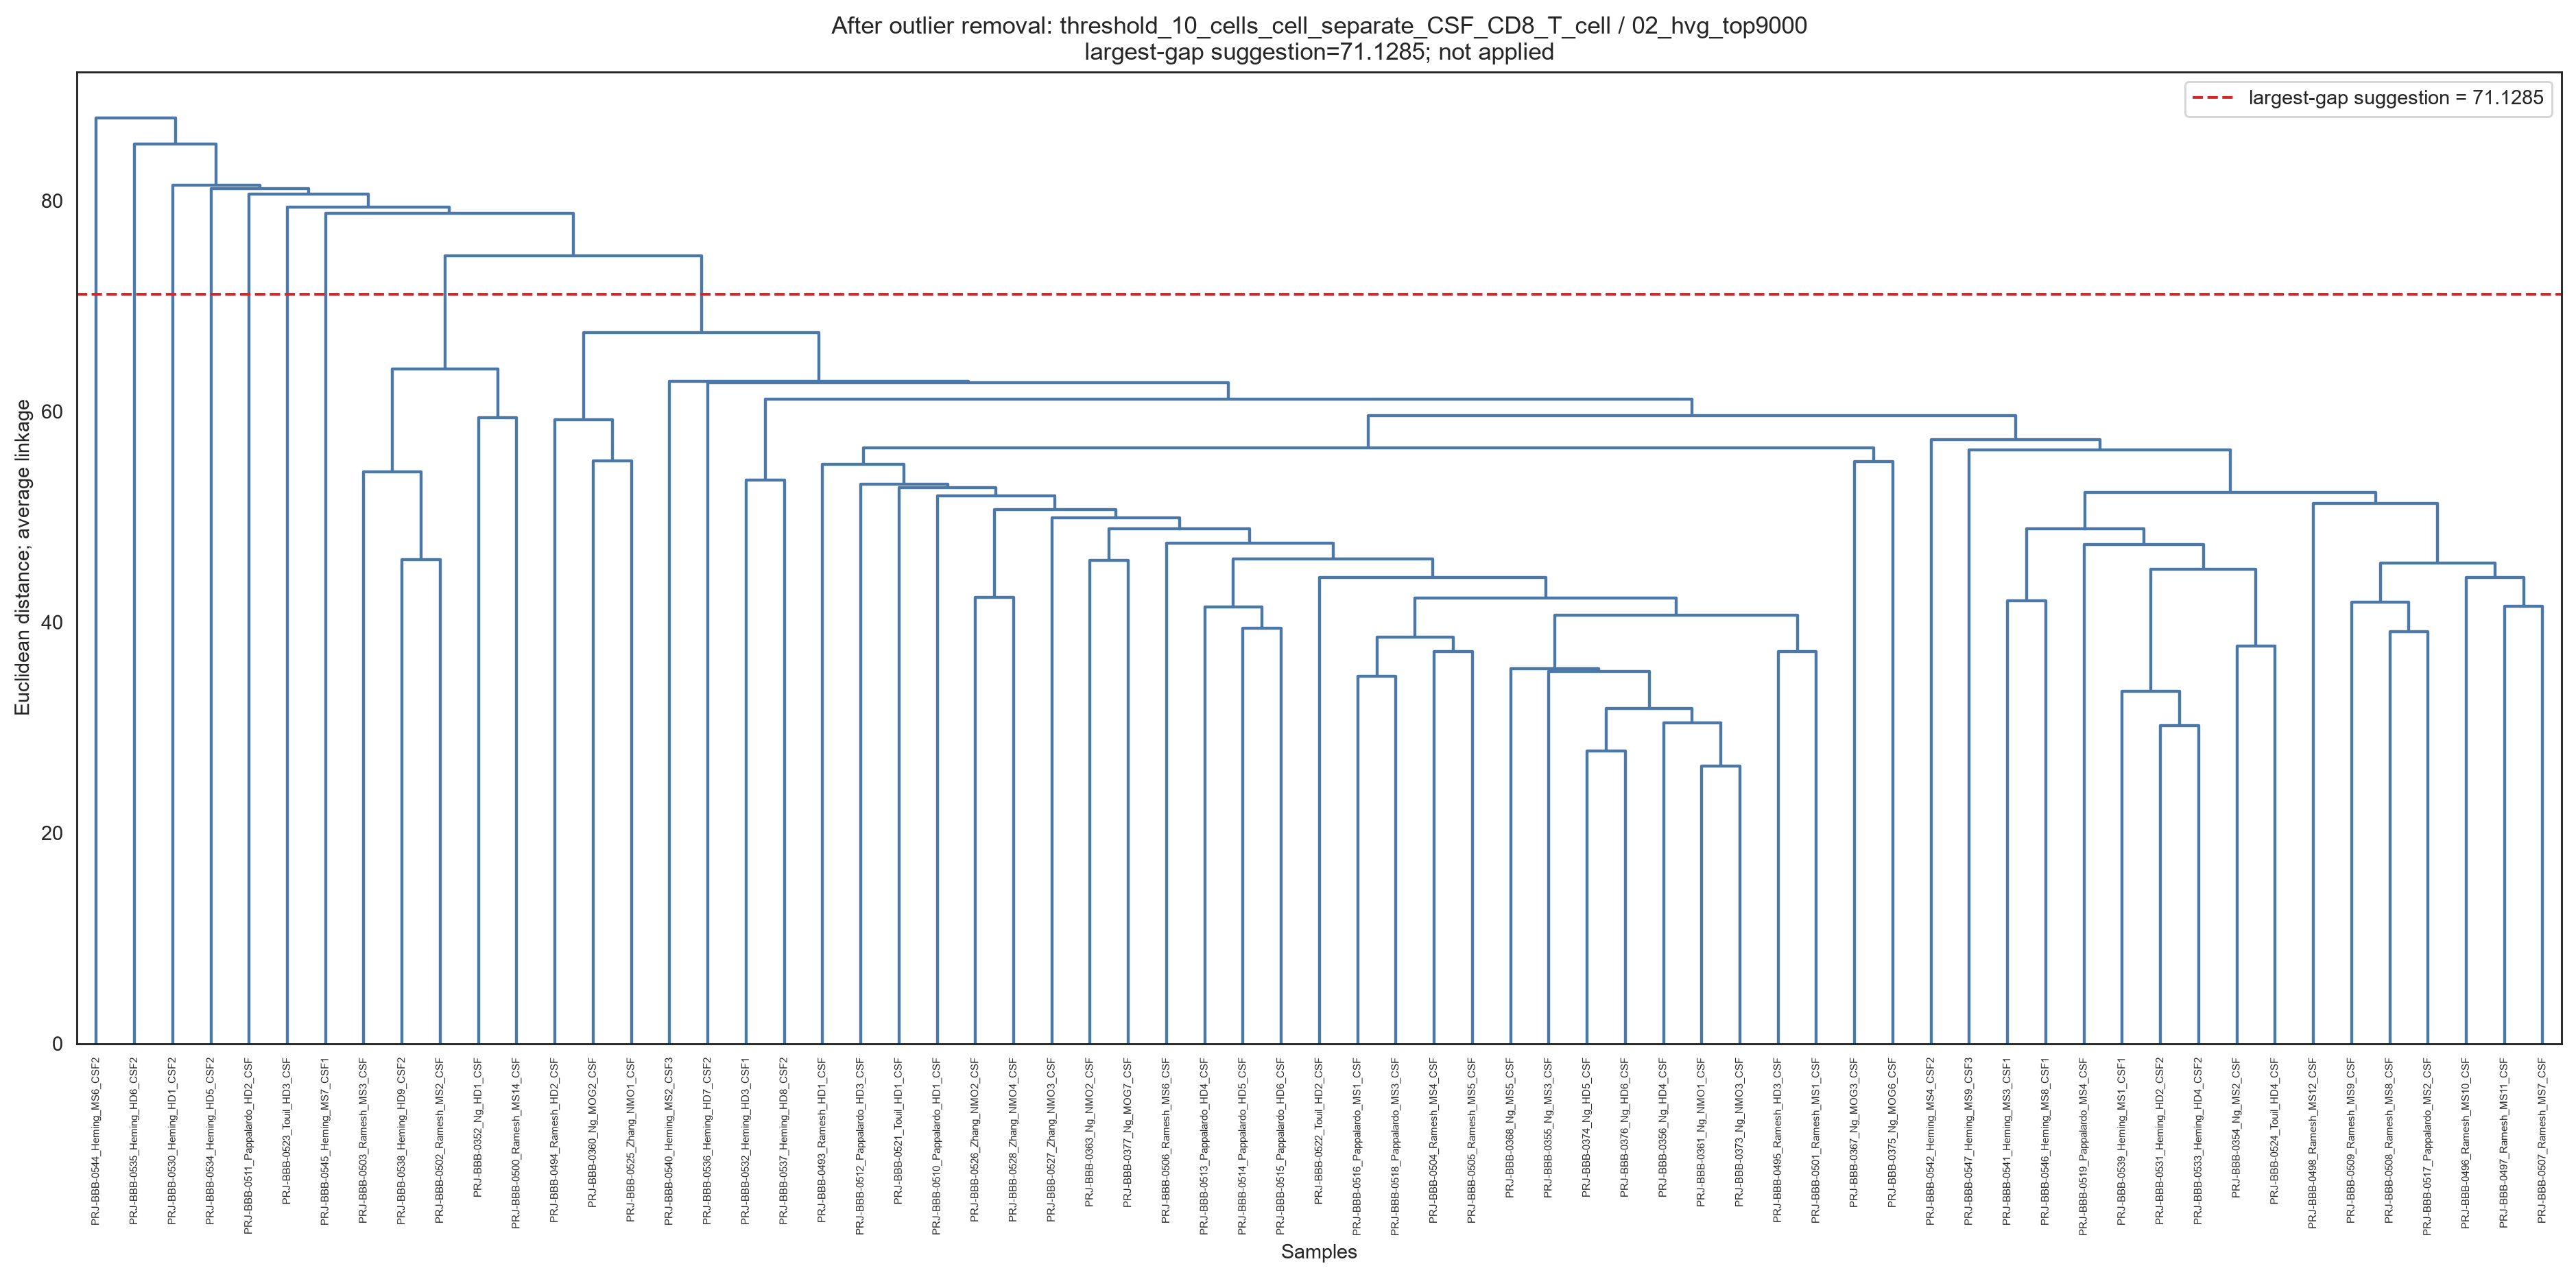 After outlier removal: threshold_10_cells_cell_separate_CSF_CD8_T_cell / 02_hvg_top9000
largest-gap suggestion=71.1285; not applied
largest-gap suggestion = 71.1285
Euclidean distance; average linkage
80
60
40
20
0
PRJ-BBB-0544_Heming_MS6_CSF2
PRJ-BBB-0535_Heming_HD6_CSF2
PRJ-BBB-0530_Heming_HD1_CSF2
PRJ-BBB-0534_Heming_HD5_CSF2
PRJ-BBB-0511_Pappalardo_HD2_CSF
PRJ-BBB-0523_Touil_HD3_CSF
PRJ-BBB-0545_Heming_MS7_CSF1
PRJ-BBB-0503_Ramesh_MS3_CSF
PRJ-BBB-0538_Heming_HD9_CSF2
PRJ-BBB-0502_Ramesh_MS2_CSF
PRJ-BBB-0352_Ng_HD1_CSF
PRJ-BBB-0500_Ramesh_MS14_CSF
PRJ-BBB-0494_Ramesh_HD2_CSF
PRJ-BBB-0360_Ng_MOG2_CSF
PRJ-BBB-0525_Zhang_NMO1_CSF
PRJ-BBB-0540_Heming_MS2_CSF3
PRJ-BBB-0536_Heming_HD7_CSF2
PRJ-BBB-0532_Heming_HD3_CSF1
PRJ-BBB-0537_Heming_HD8_CSF2
PRJ-BBB-0493_Ramesh_HD1_CSF
PRJ-BBB-0512_Pappalardo_HD3_CSF
PRJ-BBB-0521_Touil_HD1_CSF
PRJ-BBB-0510_Pappalardo_HD1_CSF
PRJ-BBB-0526_Zhang_NMO2_CSF
PRJ-BBB-0528_Zhang_NMO4_CSF
PRJ-BBB-0527_Zhang_NMO3_CSF
PRJ-BBB-0363_Ng_NMO2_CSF
PRJ-BBB-0377_Ng_MOG7_CSF
PRJ-BBB-0506_Ramesh_MS6_CSF
PRJ-BBB-0513_Pappalardo_HD4_CSF
PRJ-BBB-0514_Pappalardo_HD5_CSF
PRJ-BBB-0515_Pappalardo_HD6_CSF
PRJ-BBB-0522_Touil_HD2_CSF
PRJ-BBB-0516_Pappalardo_MS1_CSF
PRJ-BBB-0518_Pappalardo_MS3_CSF
PRJ-BBB-0504_Ramesh_MS4_CSF
PRJ-BBB-0505_Ramesh_MS5_CSF
PRJ-BBB-0368_Ng_MS5_CSF
PRJ-BBB-0355_Ng_MS3_CSF
PRJ-BBB-0374_Ng_HD5_CSF
PRJ-BBB-0376_Ng_HD6_CSF
PRJ-BBB-0356_Ng_HD4_CSF
PRJ-BBB-0361_Ng_NMO1_CSF
PRJ-BBB-0373_Ng_NMO3_CSF
PRJ-BBB-0495_Ramesh_HD3_CSF
PRJ-BBB-0501_Ramesh_MS1_CSF
PRJ-BBB-0367_Ng_MOG3_CSF
PRJ-BBB-0375_Ng_MOG6_CSF
PRJ-BBB-0542_Heming_MS4_CSF2
PRJ-BBB-0547_Heming_MS9_CSF3
PRJ-BBB-0541_Heming_MS3_CSF1
PRJ-BBB-0546_Heming_MS8_CSF1
PRJ-BBB-0519_Pappalardo_MS4_CSF
PRJ-BBB-0539_Heming_MS1_CSF1
PRJ-BBB-0531_Heming_HD2_CSF2
PRJ-BBB-0533_Heming_HD4_CSF2
PRJ-BBB-0354_Ng_MS2_CSF
PRJ-BBB-0524_Touil_HD4_CSF
PRJ-BBB-0498_Ramesh_MS12_CSF
PRJ-BBB-0509_Ramesh_MS9_CSF
PRJ-BBB-0508_Ramesh_MS8_CSF
PRJ-BBB-0517_Pappalardo_MS2_CSF
PRJ-BBB-0496_Ramesh_MS10_CSF
PRJ-BBB-0497_Ramesh_MS11_CSF
PRJ-BBB-0507_Ramesh_MS7_CSF
Samples